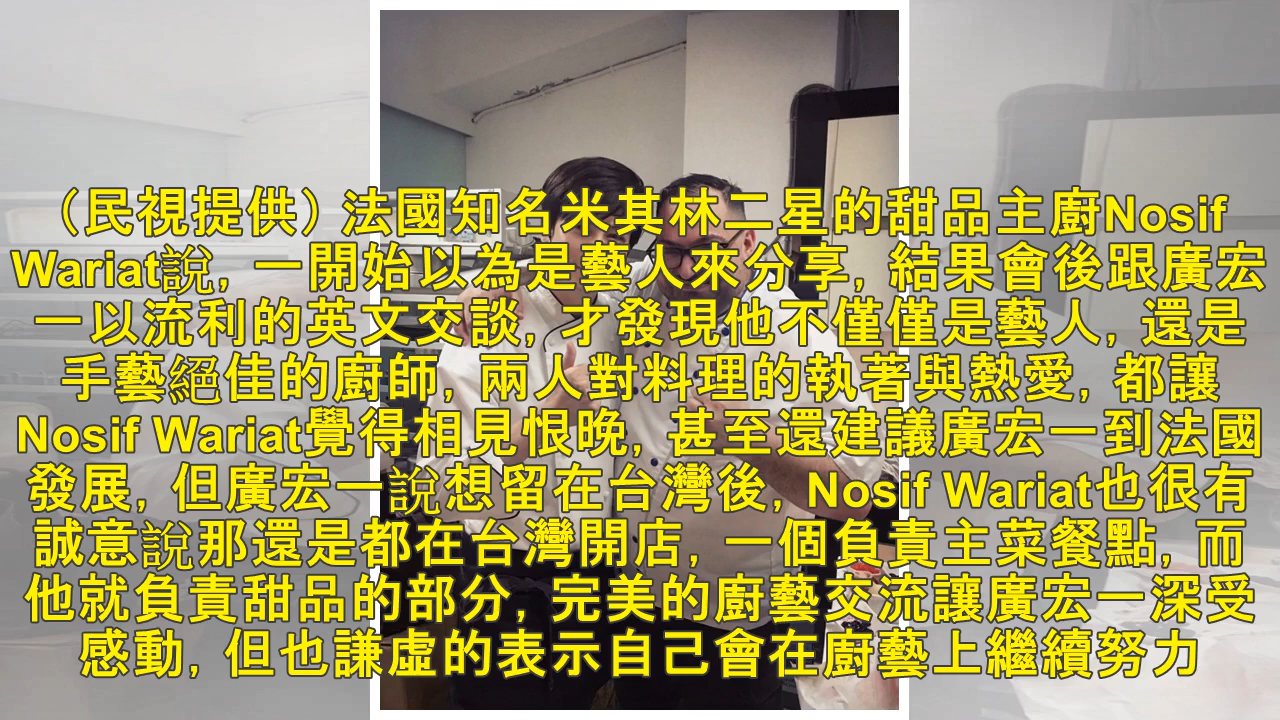 （民視提供）法國知名米其林二星的甜品主廚Nosif
Wariat說, 一開始以為是藝人來分享, 結果會後跟廣宏
一以流利的英文交談, 才發現他不僅僅是藝人, 還是
手藝絕佳的廚師, 兩人對料理的執著與熱愛, 都讓
Nosif Wariat覺得相見恨晚, 甚至還建議廣宏一到法國
發展, 但廣宏一說想留在台灣後, Nosif Wariat也很有
誠意說那還是都在台灣開店, 一個負責主菜餐點, 而
他就負責甜品的部分, 完美的廚藝交流讓廣宏一深受
感動, 但也謙虛的表示自己會在廚藝上繼續努力